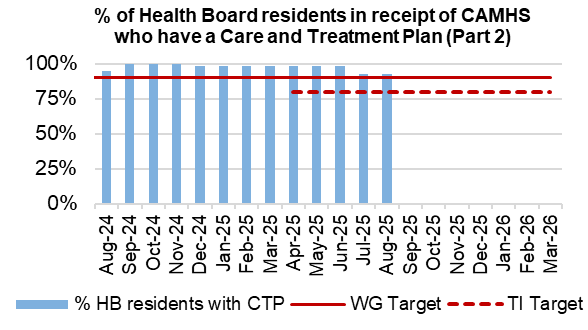 % of Health Board residents in receipt of CAMHS
who have a Care and Treatment Plan (Part 2)
100%
75%
50%
25%
0%
Aug-24
Sep-24
Oct-24
Nov-24
Dec-24
Jan-25
Feb-25
Mar-25
Apr-25
May-25
Jun-25
Jul-25
Aug-25
Sep-25
Oct-25
Nov-25
Dec-25
Jan-26
Feb-26
Mar-26
% HB residents with CTP WG Target TI Target